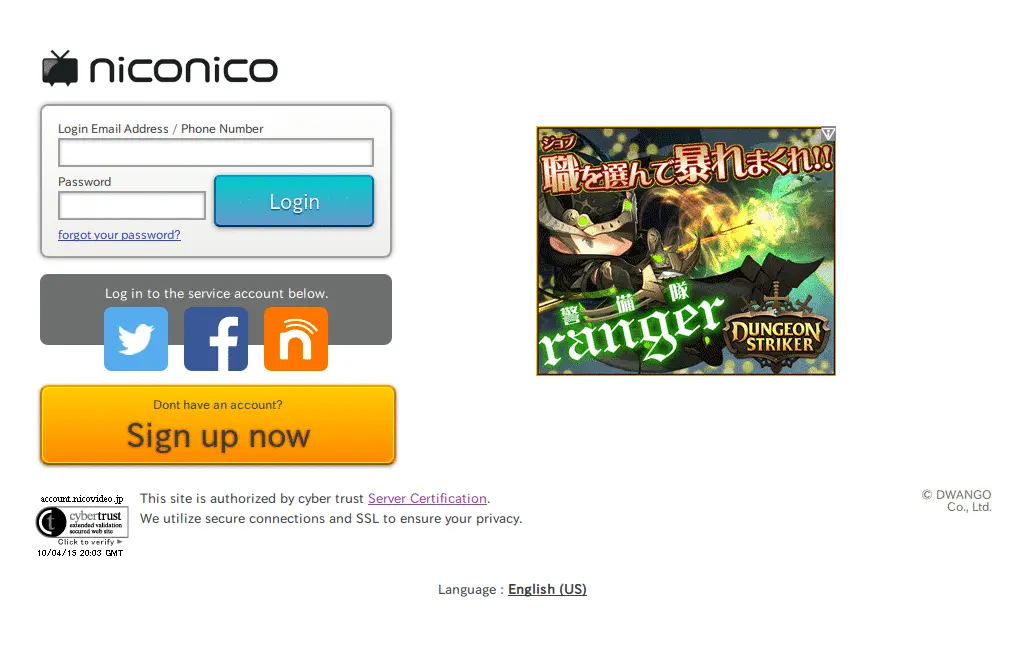 niconico
Login Email Address / Phone Number
Password
Login
forgot your password?
Log in to the service account below.
Dont have an account?
Sign up now
ジョブ
職を選んで暴れまくれ!!
警備隊
ranger
DUNGEON
STRIKER
account.nicovideo.jp
cybertrust
extended validation
secured web site
Click to verify
10/04/15 20:03 GMT
This site is authorized by cyber trust Server Certification.
We utilize secure connections and SSL to ensure your privacy.
© DWANGO
Co., Ltd.
Language : English (US)